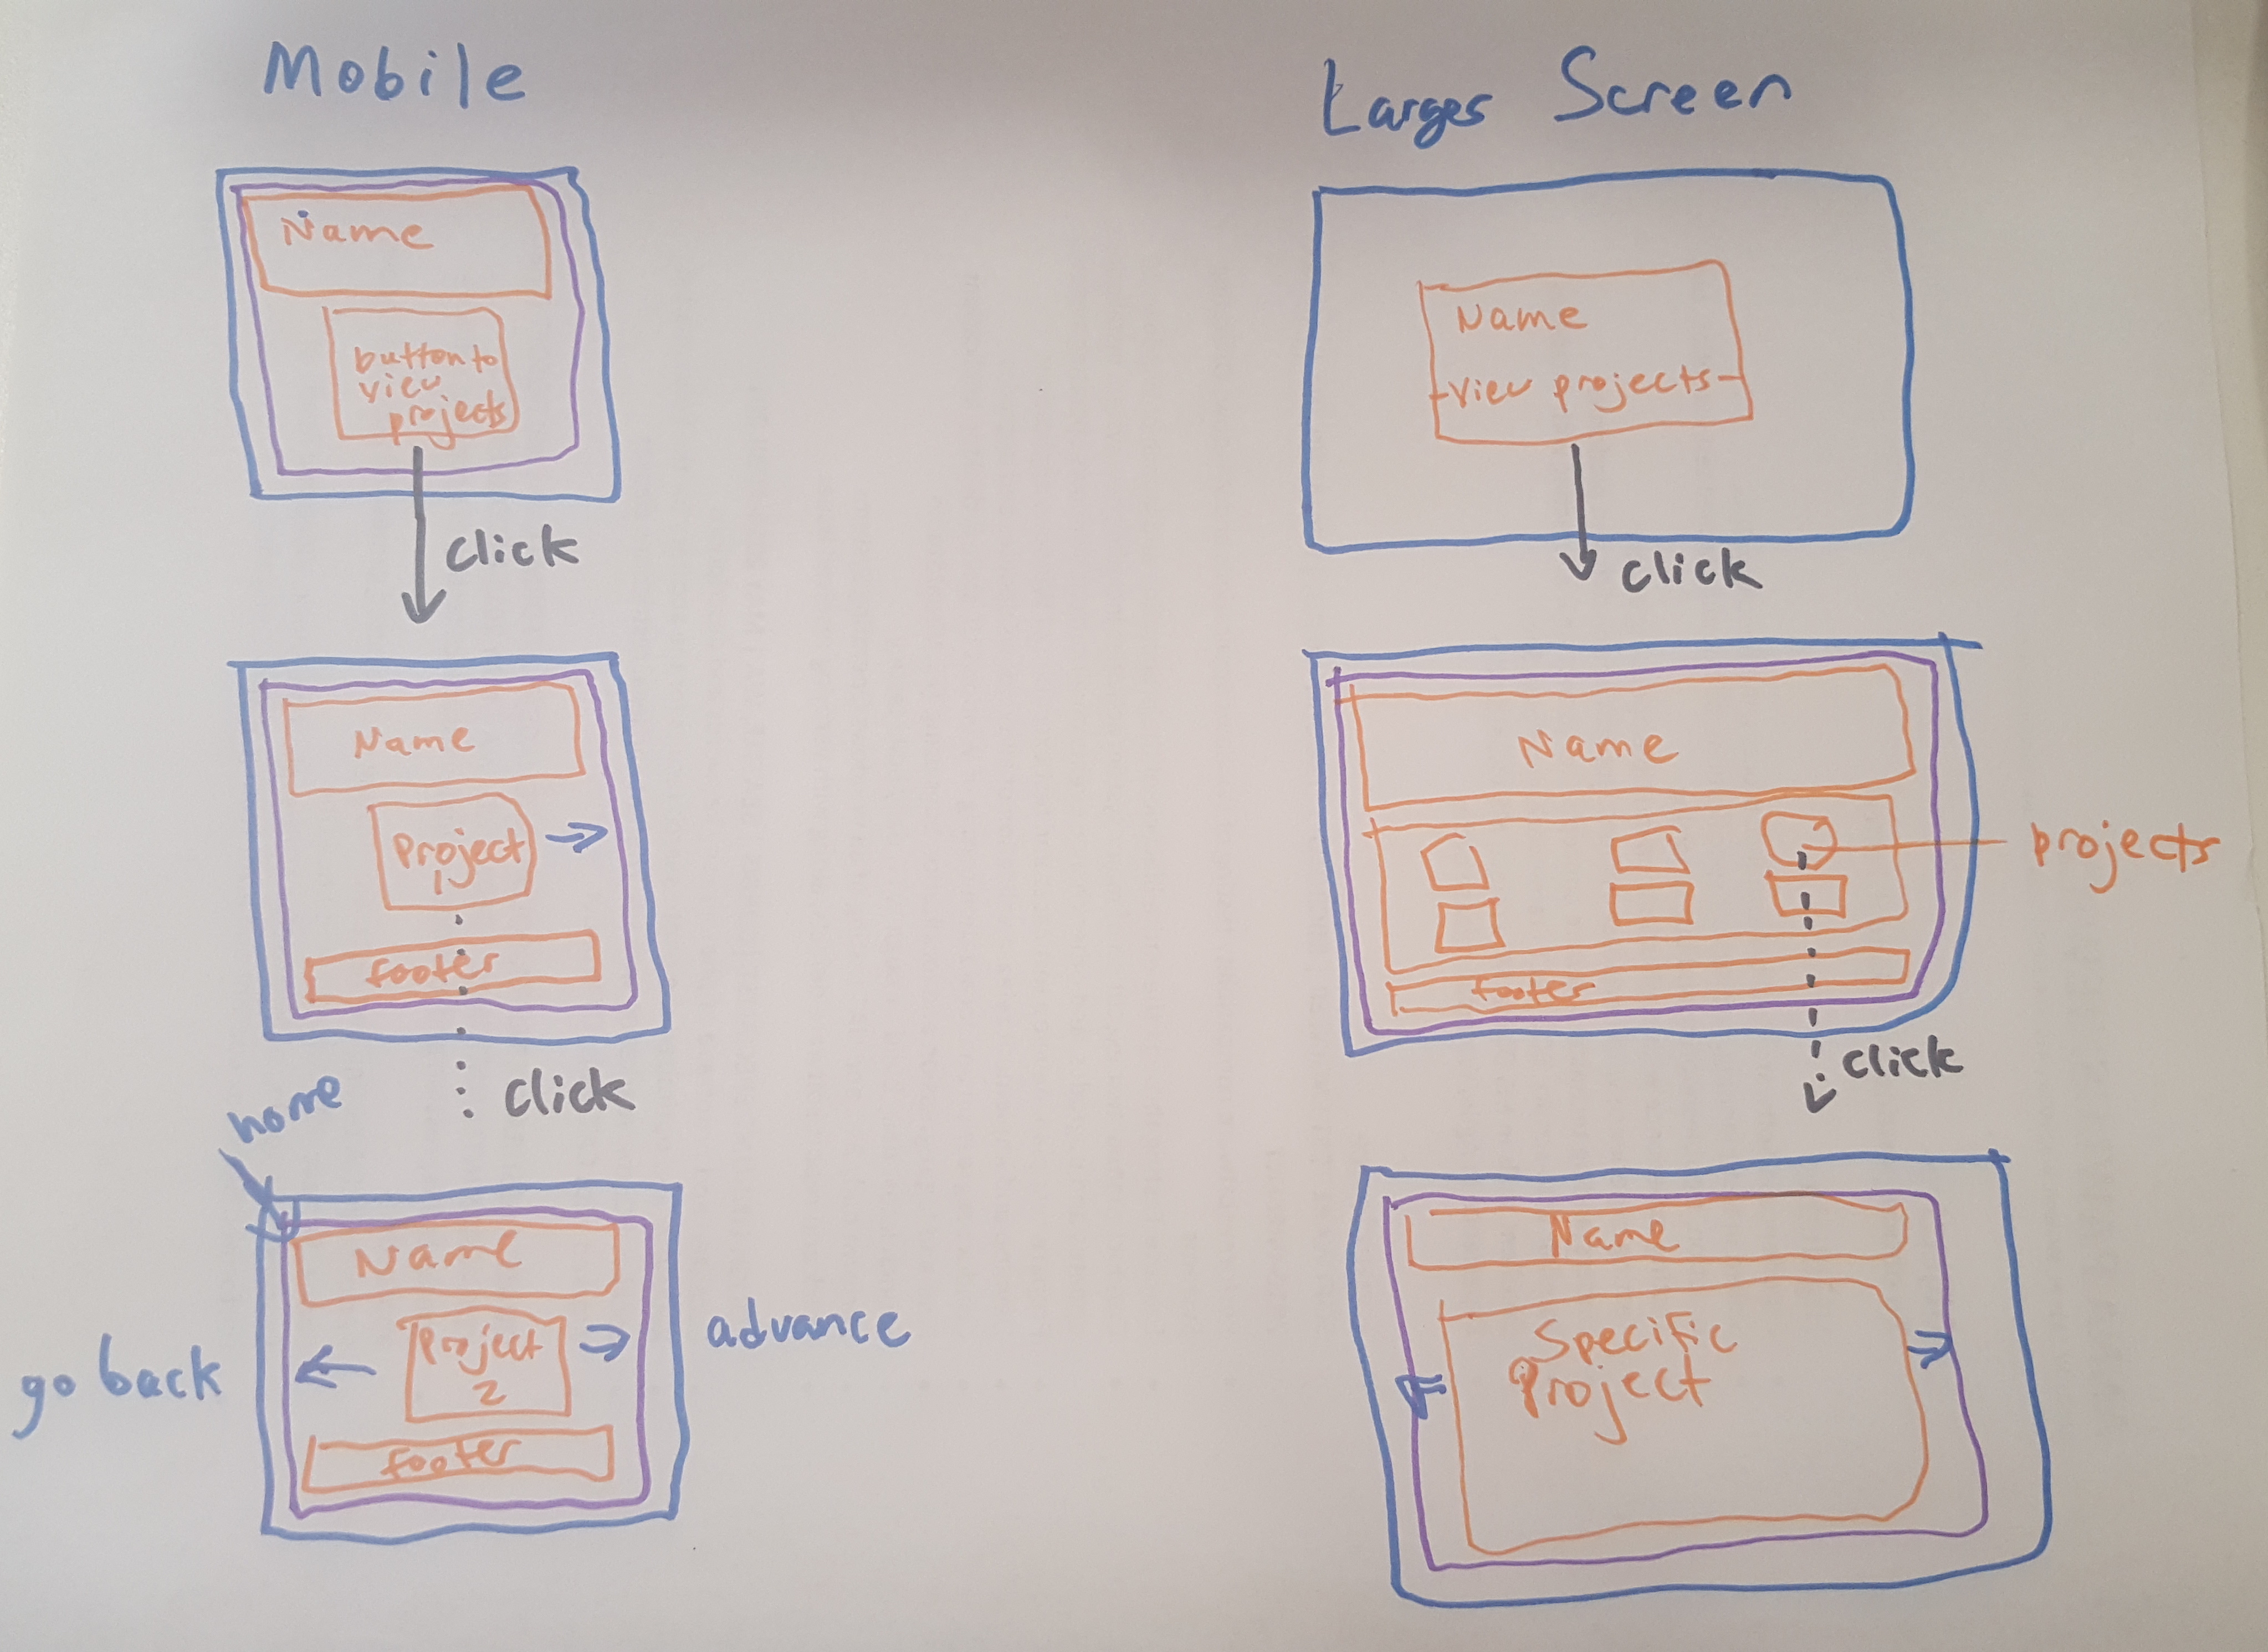 Mobile
Name
button to
view
projects
click
Name
Project
1
footer
click
home
Name
go back
Project
2
advance
footer
Larges Screen
Name
View projects
click
Name
projects
footer
click
Name
Specific
Project